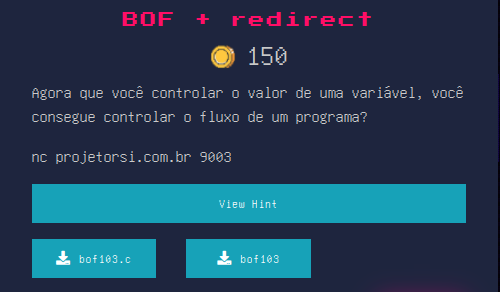 BOF + redirect
150
Agora que você controlar o valor de uma variável, você
consegue controlar o fluxo de um programa?
nc projetorsi.com.br 9003
View Hint
bof103.c
bof103